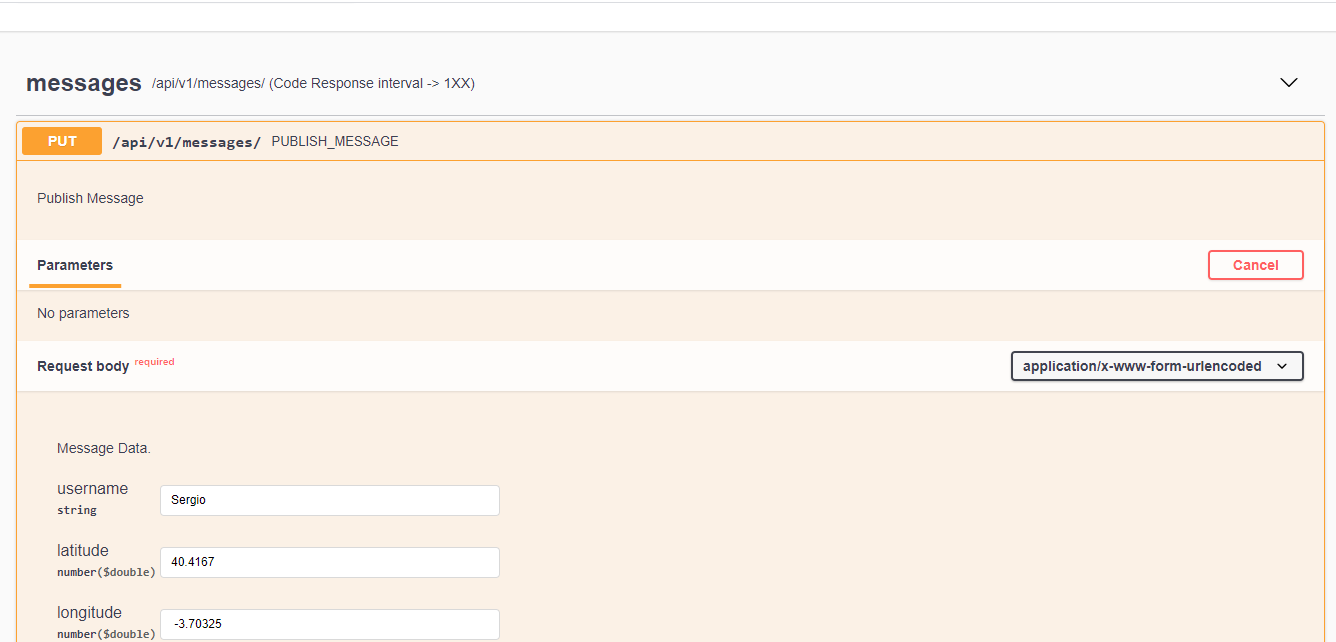 messages /api/v1/messages/ (Code Response interval -> 1XX)
PUT /api/v1/messages/ PUBLISH_MESSAGE
Publish Message
Parameters Cancel
No parameters
Request body required application/x-www-form-urlencoded
Message Data.
username
string Sergio
latitude
number($double) 40.4167
longitude
number($double) -3.70325